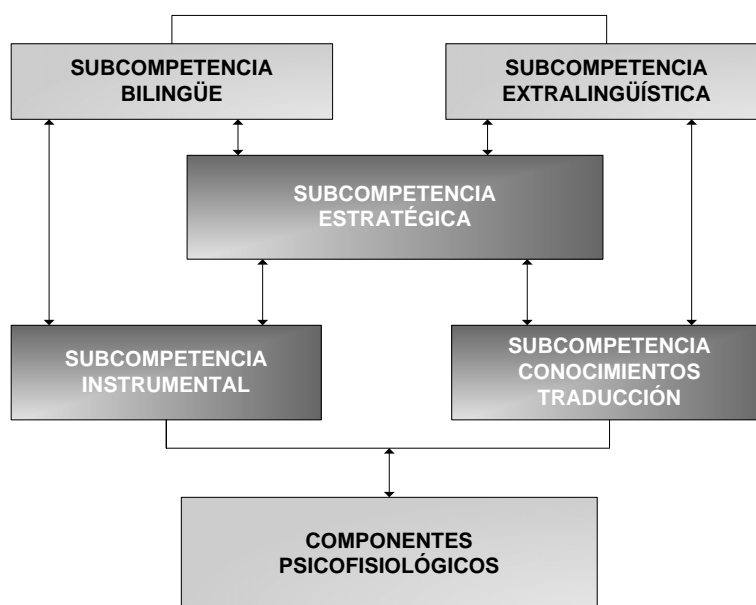 SUBCOMPETENCIA
BILINGÜE
SUBCOMPETENCIA
EXTRALINGÜÍSTICA
SUBCOMPETENCIA
ESTRATÉGICA
SUBCOMPETENCIA
INSTRUMENTAL
SUBCOMPETENCIA
CONOCIMIENTOS
TRADUCCIÓN
COMPONENTES
PSICOFISIOLÓGICOS